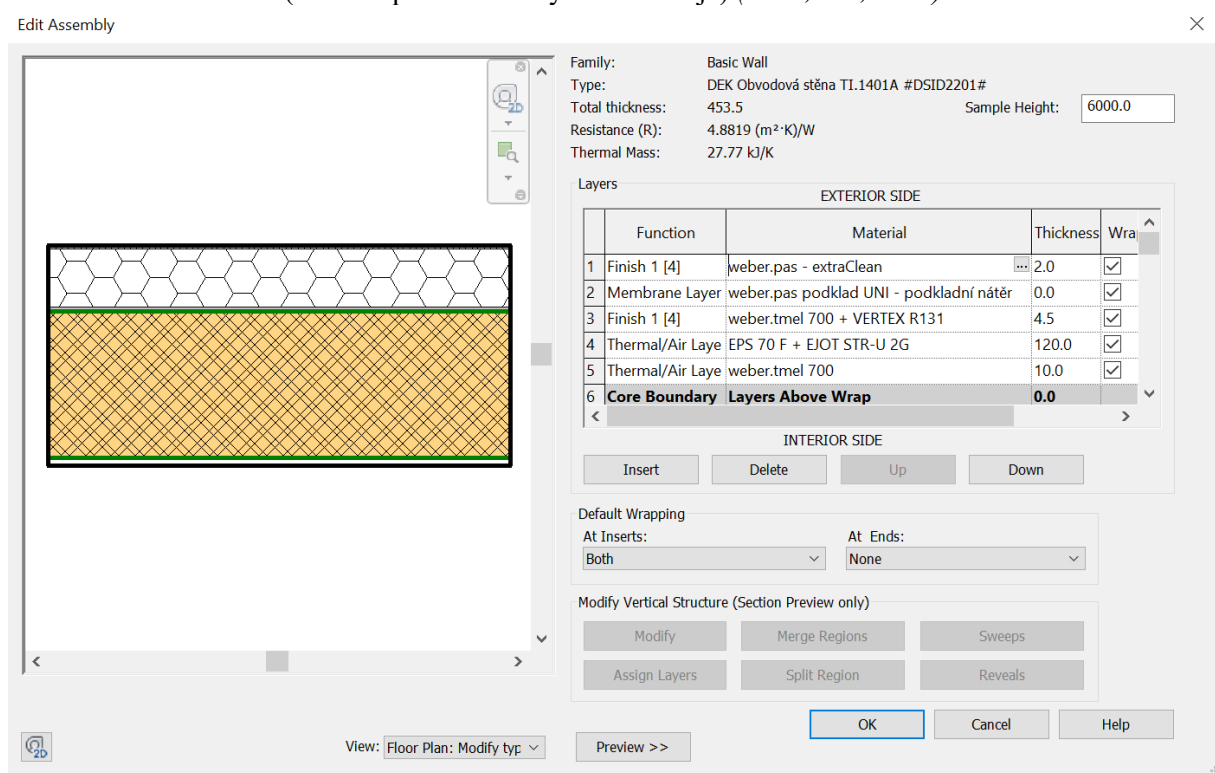 Edit Assembly
2D
Family: Basic Wall
Type: DEK Obvodová stěna TI.1401A #DSID2201#
Total thickness: 453.5 Sample Height: 6000.0
Resistance (R): 4.8819 (m²·K)/W
Thermal Mass: 27.77 kJ/K
Layers
EXTERIOR SIDE
Function Material Thickness Wra
1 Finish 1 [4] weber.pas - extraClean ... 2.0
2 Membrane Layer weber.pas podklad UNI - podkladní nátěr 0.0
3 Finish 1 [4] weber.tmel 700 + VERTEX R131 4.5
4 Thermal/Air Laye EPS 70 F + EJOT STR-U 2G 120.0
5 Thermal/Air Laye weber.tmel 700 10.0
6 Core Boundary Layers Above Wrap 0.0
INTERIOR SIDE
Insert Delete Up Down
Default Wrapping
At Inserts: At Ends:
Both None
Modify Vertical Structure (Section Preview only)
Modify Merge Regions Sweeps
Assign Layers Split Region Reveals
OK Cancel Help
2D View: Floor Plan: Modify typ Preview >>